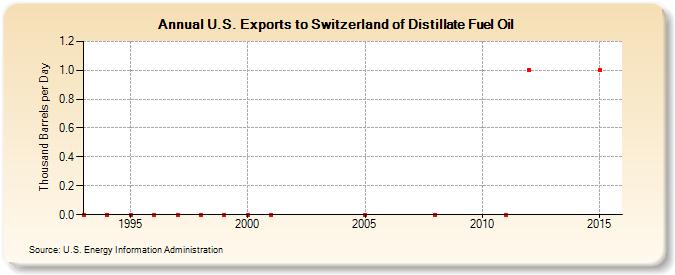 Annual U.S. Exports to Switzerland of Distillate Fuel Oil
Thousand Barrels per Day
1.2
1.0
0.8
0.6
0.4
0.2
0.0
1995 2000 2005 2010 2015
Source: U.S. Energy Information Administration